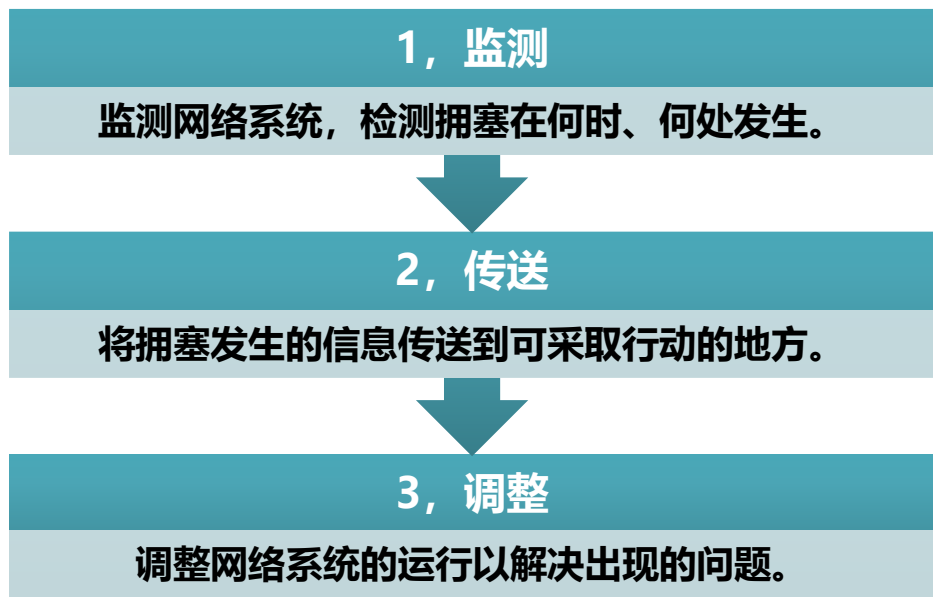 1，监测
监测网络系统，检测拥塞在何时、何处发生。
2，传送
将拥塞发生的信息传送到可采取行动的地方。
3，调整
调整网络系统的运行以解决出现的问题。